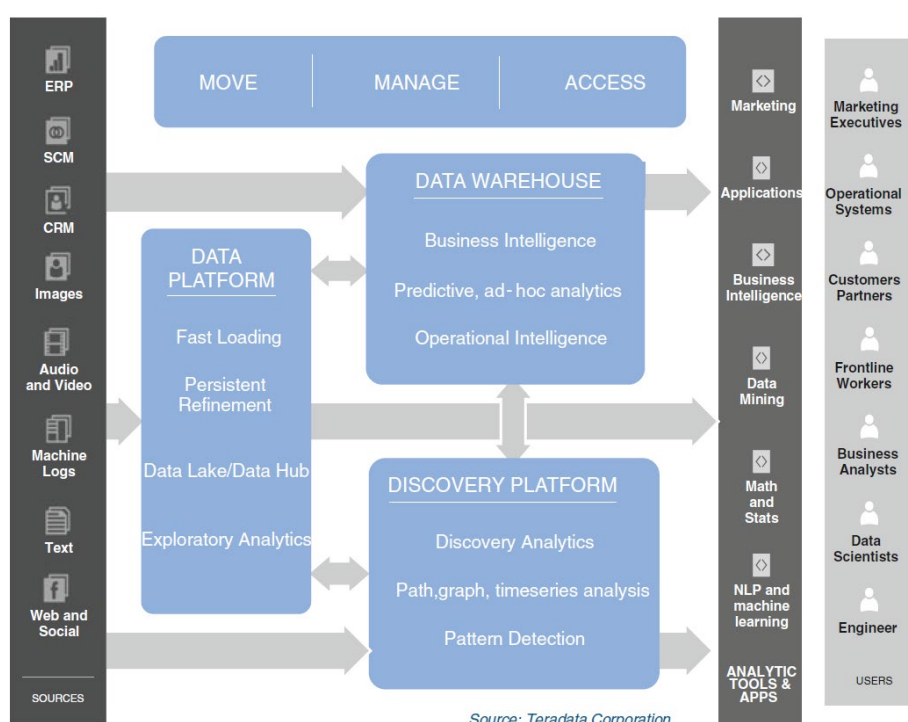 ERP
SCM
CRM
Images
Audio
and Video
Machine
Logs
Text
Web and
Social
SOURCES
MOVE
MANAGE
ACCESS
DATA
PLATFORM
Fast Loading
Persistent
Refinement
Data Lake/Data Hub
Exploratory Analytics
DATA WAREHOUSE
Business Intelligence
Predictive, ad-hoc analytics
Operational Intelligence
DISCOVERY PLATFORM
Discovery Analytics
Path,graph, timeseries analysis
Pattern Detection
Source: Teradata Corporation
Marketing
Applications
Business
Intelligence
Data
Mining
Math
and
Stats
NLP and
machine
learning
ANALYTIC
TOOLS &
APPS
Marketing
Executives
Operational
Systems
Customers
Partners
Frontline
Workers
Business
Analysts
Data
Scientists
Engineer
USERS